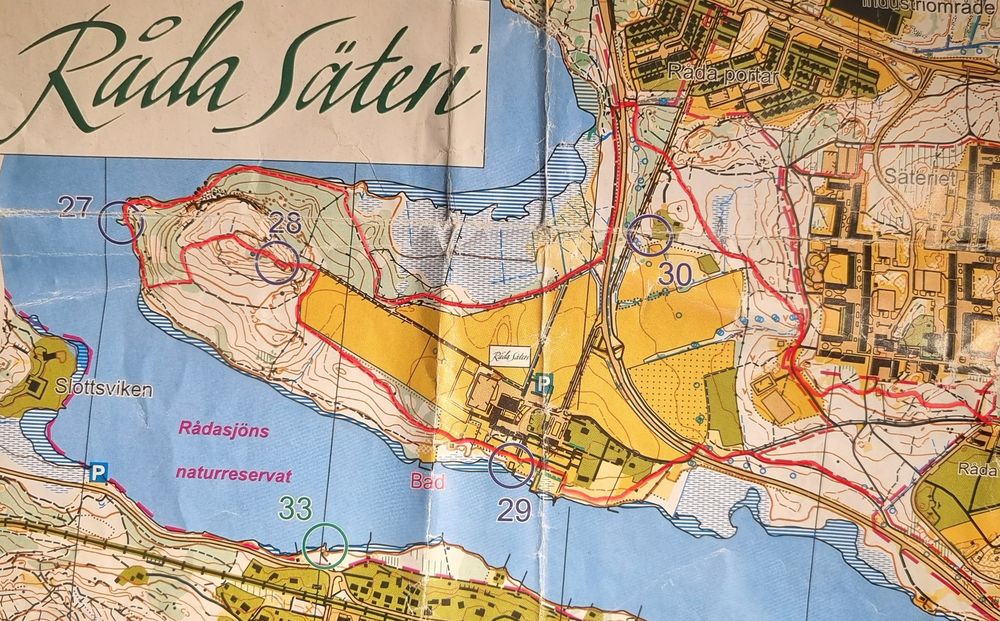 Råda Säteri
Industriområde
Råda portar
Säteriet
27
28
30
Råda Säteri
P
Slottsviken
Rådasjöns
naturreservat
P
Bad
29
33
Råda